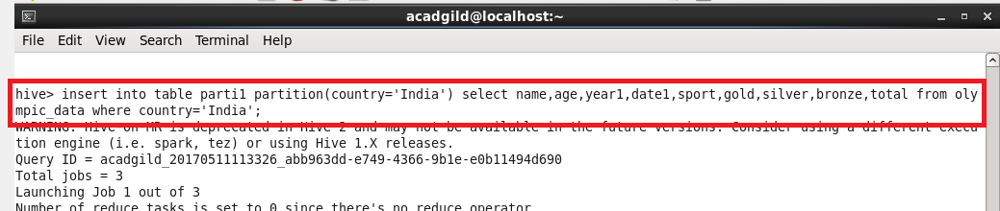 acadgild@localhost:~
File Edit View Search Terminal Help
hive> insert into table parti1 partition(country='India') select name,age,year1,date1,sport,gold,silver,bronze,total from oly
mpic_data where country='India';
WARNING: Hive-on-MR is deprecated in Hive 2 and may not be available in the future versions. Consider using a different execu
tion engine (i.e. spark, tez) or using Hive 1.X releases.
Query ID = acadgild_20170511113326_abb963dd-e749-4366-9b1e-e0b11494d690
Total jobs = 3
Launching Job 1 out of 3
Number of reduce tasks is set to 0 since there's no reduce operator